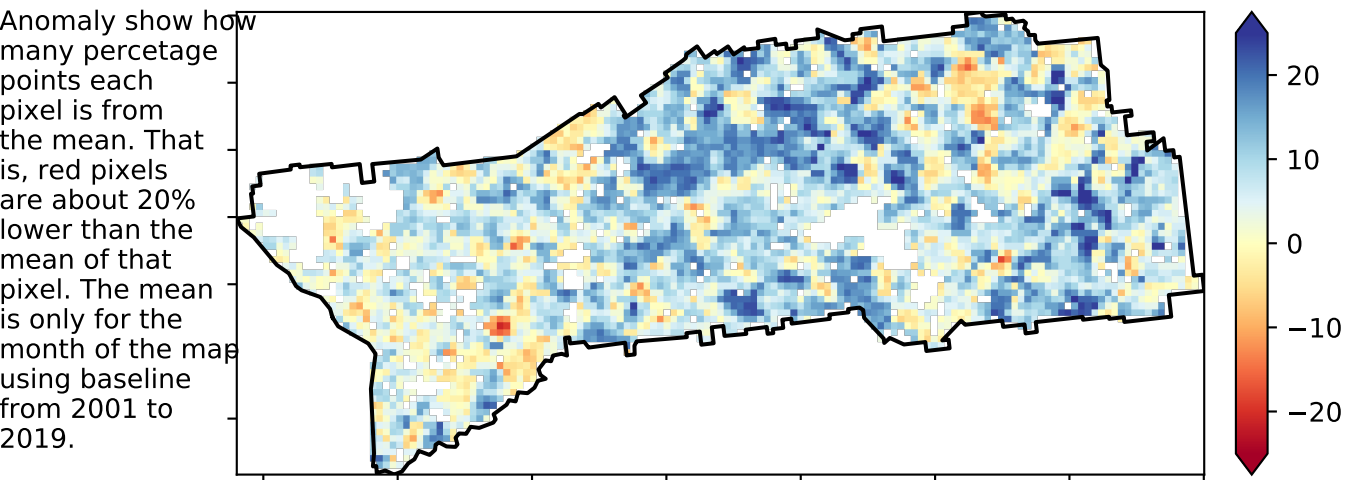 Anomaly show how
many percetage
points each
pixel is from
the mean. That
is, red pixels
are about 20%
lower than the
mean of that
pixel. The mean
is only for the
month of the map
using baseline
from 2001 to
2019.
20
10
0
−10
−20